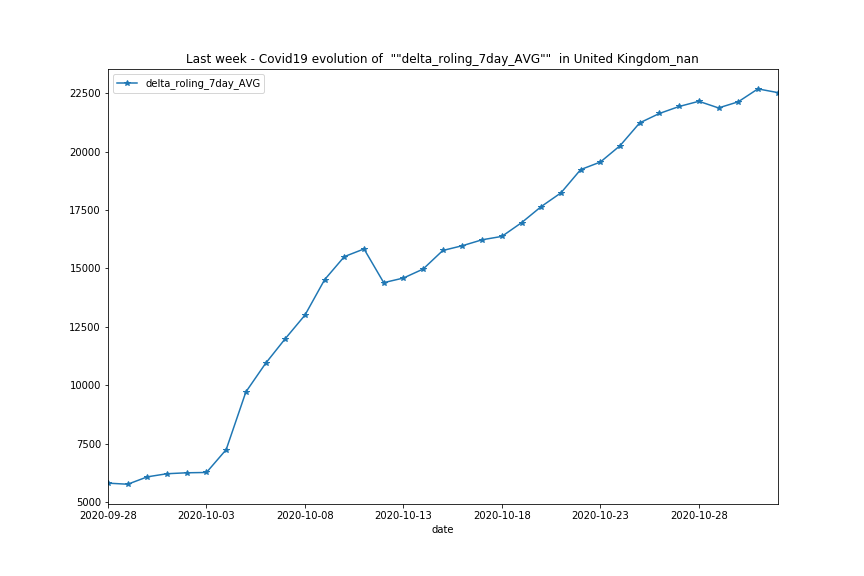 Last week - Covid19 evolution of  ""delta_roling_7day_AVG""  in United Kingdom_nan
delta_roling_7day_AVG
22500
20000
17500
15000
12500
10000
7500
5000
2020-09-28 2020-10-03 2020-10-08 2020-10-13 2020-10-18 2020-10-23 2020-10-28
date